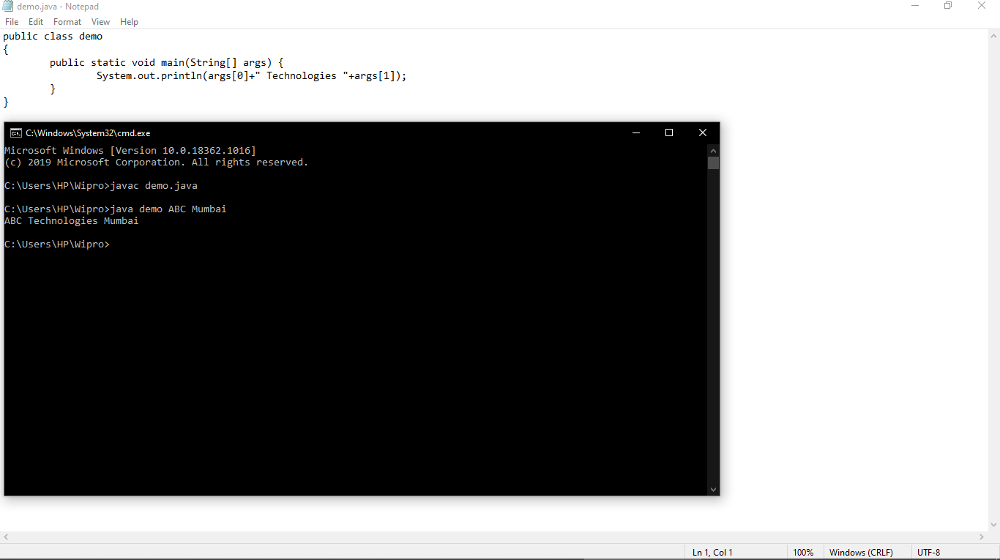 demo.java - Notepad
File Edit Format View Help
public class demo
{
        public static void main(String[] args) {
                System.out.println(args[0]+" Technologies "+args[1]);
        }
}
C:\Windows\System32\cmd.exe
Microsoft Windows [Version 10.0.18362.1016]
(c) 2019 Microsoft Corporation. All rights reserved.
C:\Users\HP\Wipro>javac demo.java
C:\Users\HP\Wipro>java demo ABC Mumbai
ABC Technologies Mumbai
C:\Users\HP\Wipro>
Ln 1, Col 1 100% Windows (CRLF) UTF-8